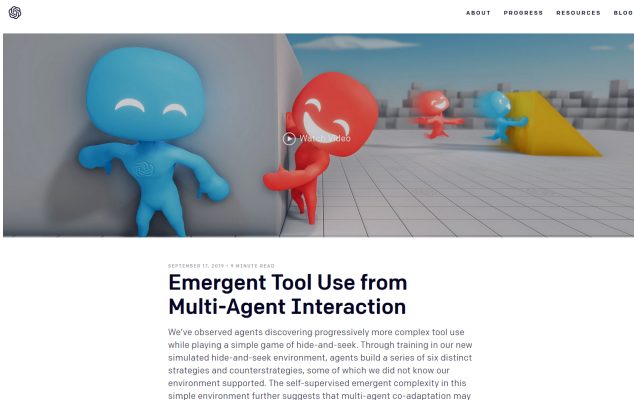 ABOUT PROGRESS RESOURCES BLOG
Watch Video
SEPTEMBER 17, 2019 • 9 MINUTE READ
Emergent Tool Use from
Multi-Agent Interaction
We've observed agents discovering progressively more complex tool use
while playing a simple game of hide-and-seek. Through training in our new
simulated hide-and-seek environment, agents build a series of six distinct
strategies and counterstrategies, some of which we did not know our
environment supported. The self-supervised emergent complexity in this
simple environment further suggests that multi-agent co-adaptation may